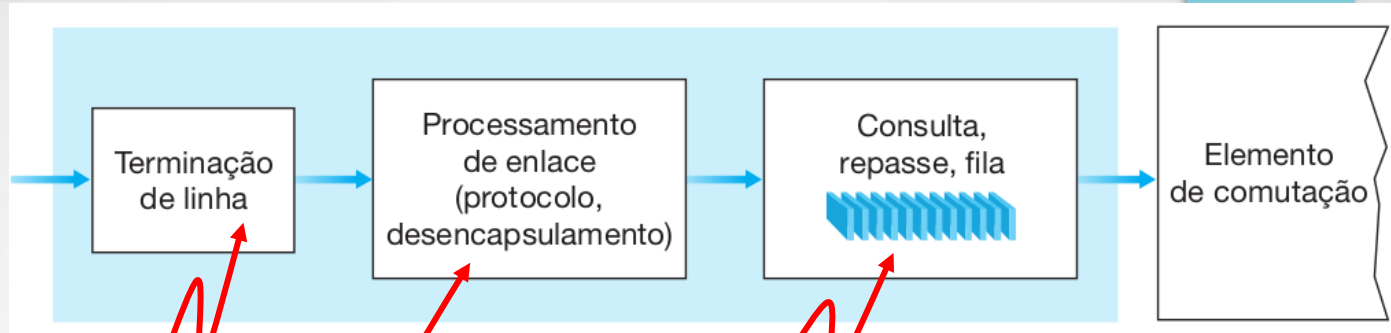 Terminação
de linha
Processamento
de enlace
(protocolo,
desencapsulamento)
Consulta,
repasse, fila
Elemento
de comutação